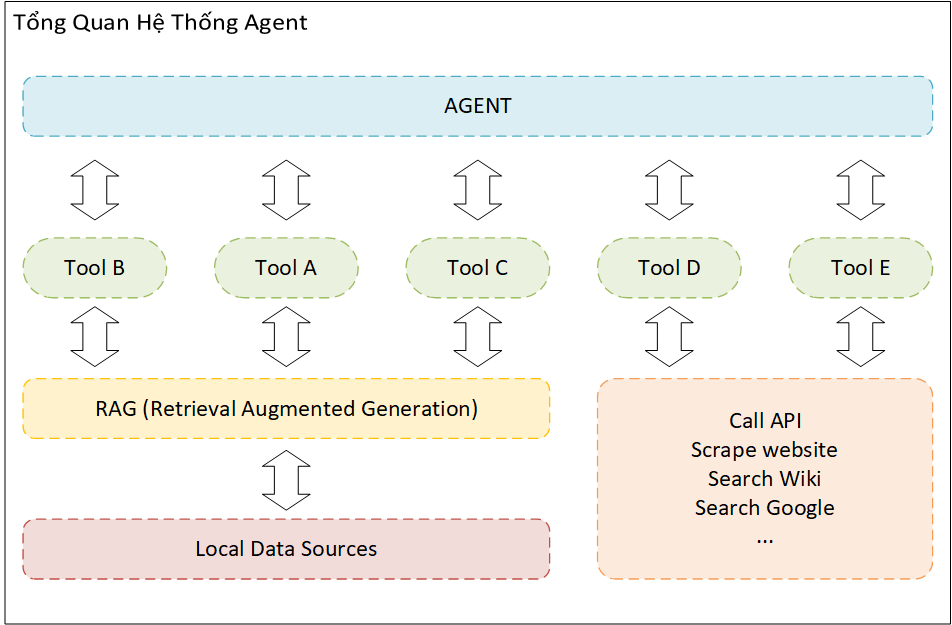 Tổng Quan Hệ Thống Agent
AGENT
Tool B
Tool A
Tool C
Tool D
Tool E
RAG (Retrieval Augmented Generation)
Call API
Scrape website
Search Wiki
Search Google
...
Local Data Sources